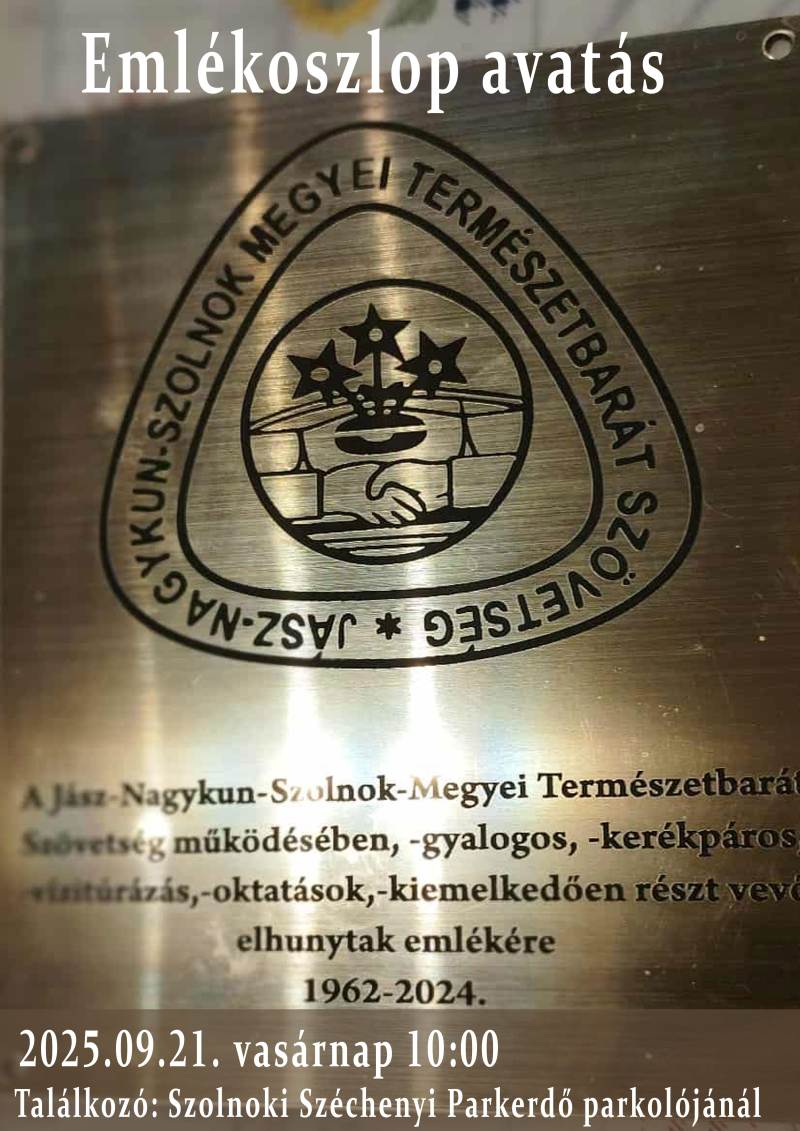 Emlékoszlop avatás
JÁSZ-NAGYKUN-SZOLNOK MEGYEI TERMÉSZETBARÁT SZÖVETSÉG *
A Jász-Nagykun-Szolnok-Megyei Természetbarát
Szövetség működésében, -gyalogos, -kerékpáros,
-vízitúrázás,-oktatások,-kiemelkedően részt vevő
elhunytak emlékére
1962-2024.
2025.09.21. vasárnap 10:00
Találkozó: Szolnoki Széchenyi Parkerdő parkolójánál